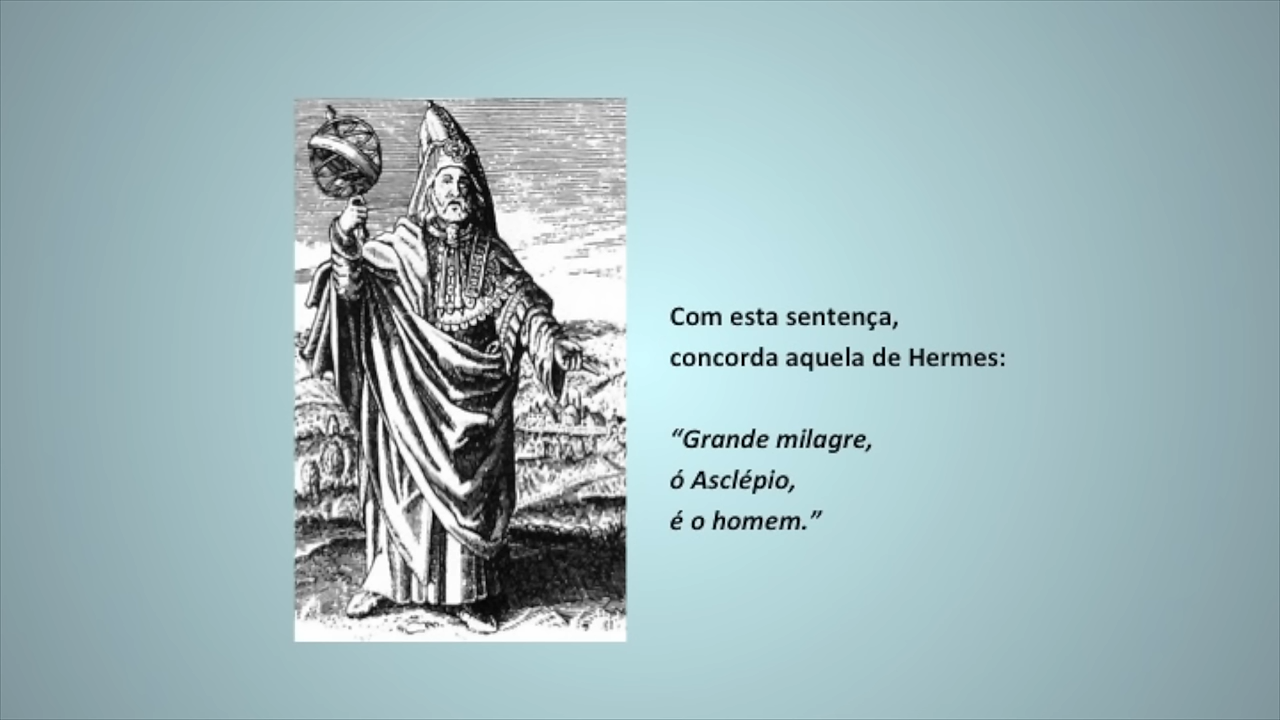 Com esta sentença,
concorda aquela de Hermes:
“Grande milagre,
ó Asclépio,
é o homem.”